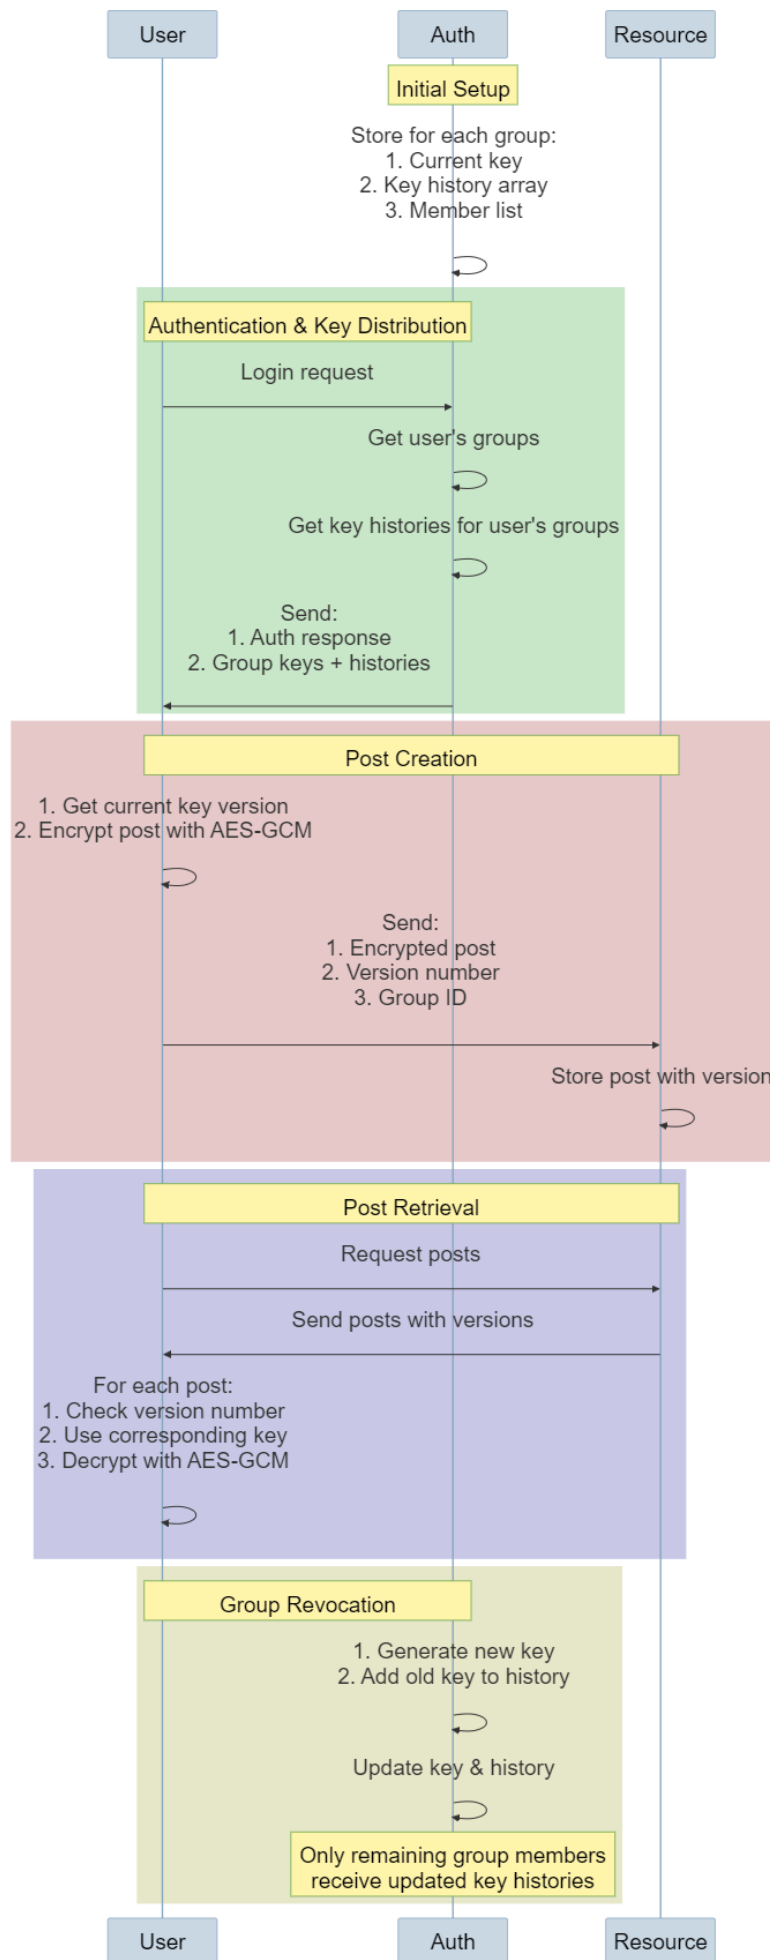 User
Auth
Resource
Initial Setup
Store for each group:
1. Current key
2. Key history array
3. Member list
Authentication & Key Distribution
Login request
Get user's groups
Get key histories for user's groups
Send:
1. Auth response
2. Group keys + histories
Post Creation
1. Get current key version
2. Encrypt post with AES-GCM
Send:
1. Encrypted post
2. Version number
3. Group ID
Store post with version
Post Retrieval
Request posts
Send posts with versions
For each post:
1. Check version number
2. Use corresponding key
3. Decrypt with AES-GCM
Group Revocation
1. Generate new key
2. Add old key to history
Update key & history
Only remaining group members
receive updated key histories
User
Auth
Resource